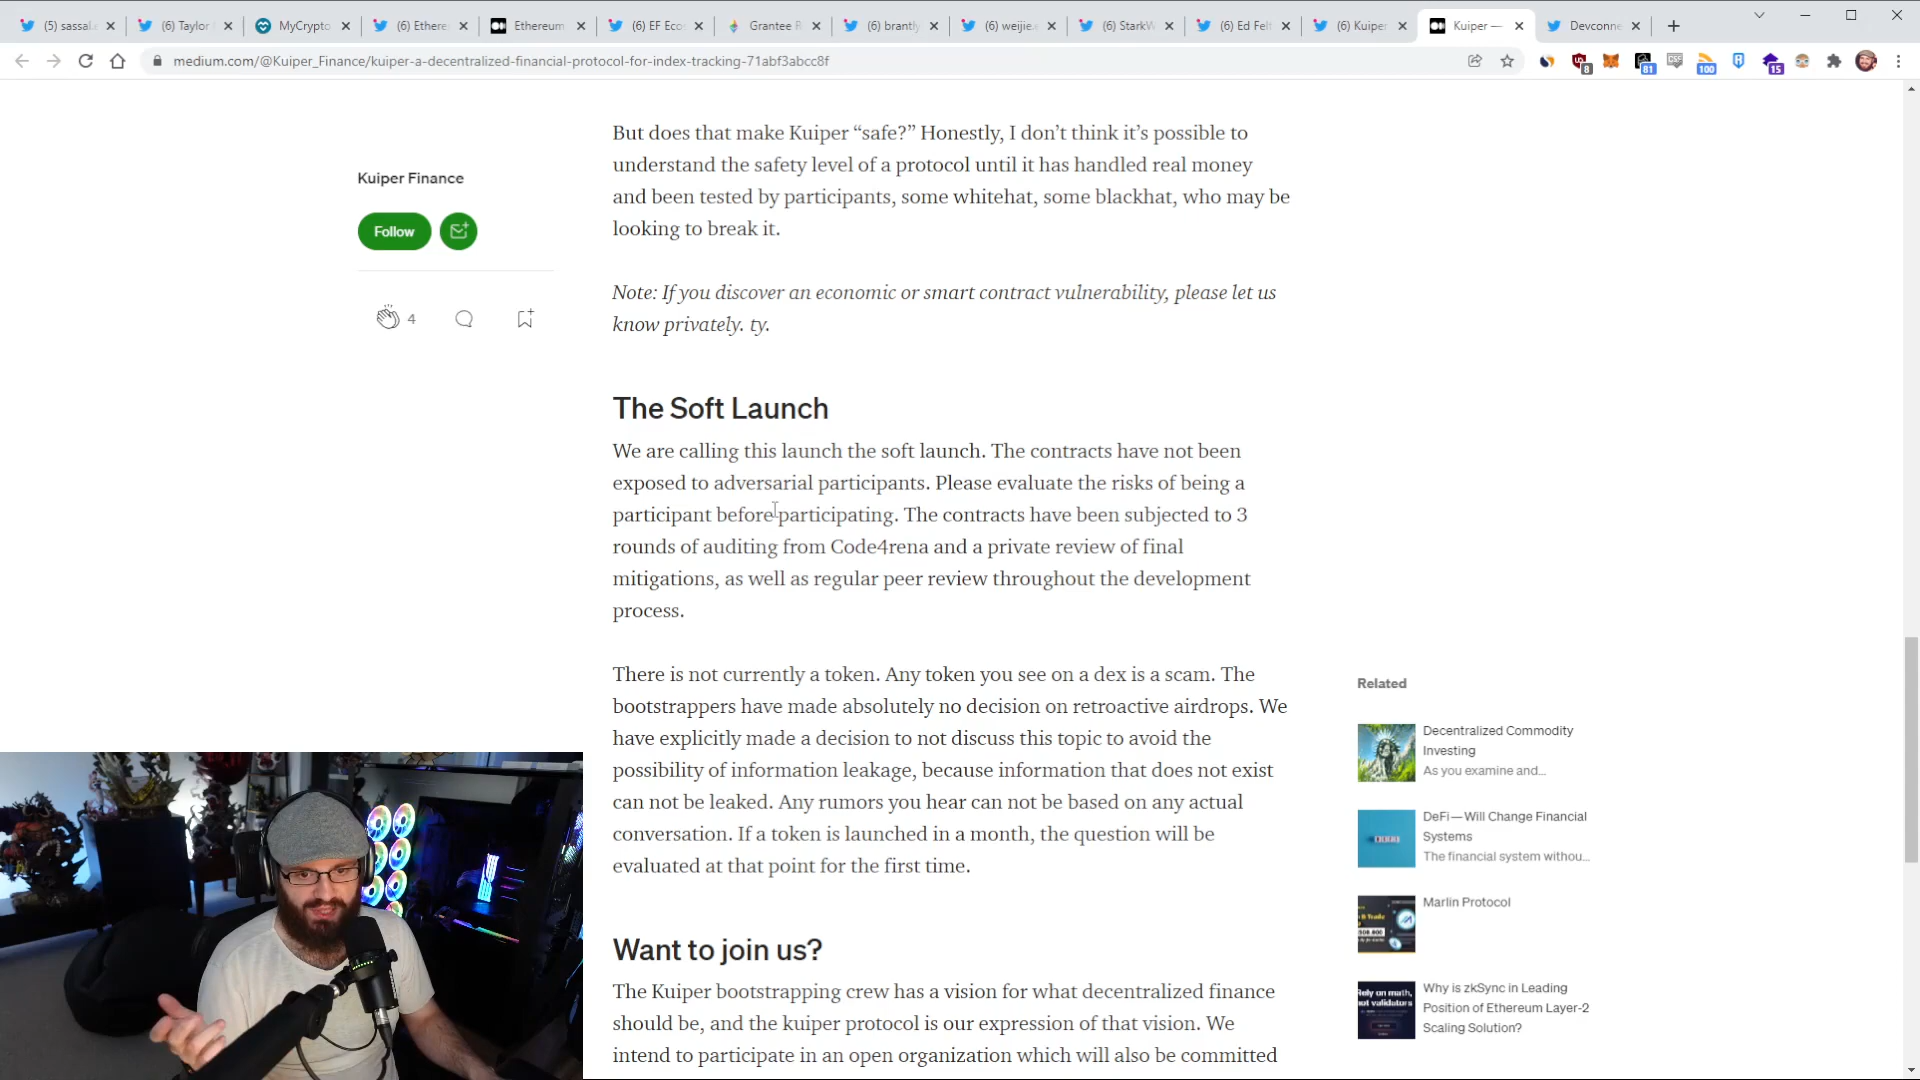 (5) sassal.
(6) Taylor
MyCrypto
(6) Ethere
Ethereum
(6) EF Eco
Grantee R
(6) brantly
(6) weijie.
(6) StarkW
(6) Ed Felt
(6) Kuiper
Kuiper —
Devconne
medium.com/@Kuiper_Finance/kuiper-a-decentralized-financial-protocol-for-index-tracking-71abf3abcc8f
8
81
CSF
100
15
But does that make Kuiper “safe?” Honestly, I don’t think it’s possible to
understand the safety level of a protocol until it has handled real money
and been tested by participants, some whitehat, some blackhat, who may be
looking to break it.
Kuiper Finance
Follow
4
Note: If you discover an economic or smart contract vulnerability, please let us
know privately. ty.
The Soft Launch
We are calling this launch the soft launch. The contracts have not been
exposed to adversarial participants. Please evaluate the risks of being a
participant before participating. The contracts have been subjected to 3
rounds of auditing from Code4rena and a private review of final
mitigations, as well as regular peer review throughout the development
process.
There is not currently a token. Any token you see on a dex is a scam. The
bootstrappers have made absolutely no decision on retroactive airdrops. We
have explicitly made a decision to not discuss this topic to avoid the
possibility of information leakage, because information that does not exist
can not be leaked. Any rumors you hear can not be based on any actual
conversation. If a token is launched in a month, the question will be
evaluated at that point for the first time.
Want to join us?
The Kuiper bootstrapping crew has a vision for what decentralized finance
should be, and the kuiper protocol is our expression of that vision. We
intend to participate in an open organization which will also be committed
Related
Decentralized Commodity
Investing
As you examine and...
DeFi — Will Change Financial
Systems
The financial system withou...
Marlin Protocol
Rely on math,
not validators
Why is zkSync in Leading
Position of Ethereum Layer-2
Scaling Solution?